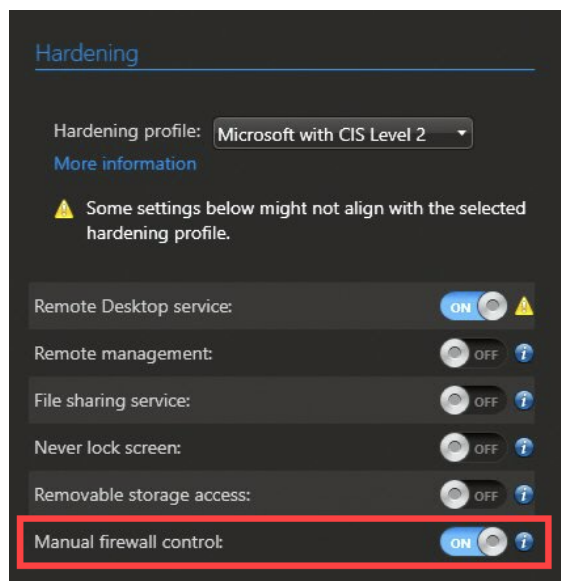 Hardening
Hardening profile: Microsoft with CIS Level 2
More information
Some settings below might not align with the selected
hardening profile.
Remote Desktop service: ON
Remote management: OFF
File sharing service: OFF
Never lock screen: OFF
Removable storage access: OFF
Manual firewall control: ON